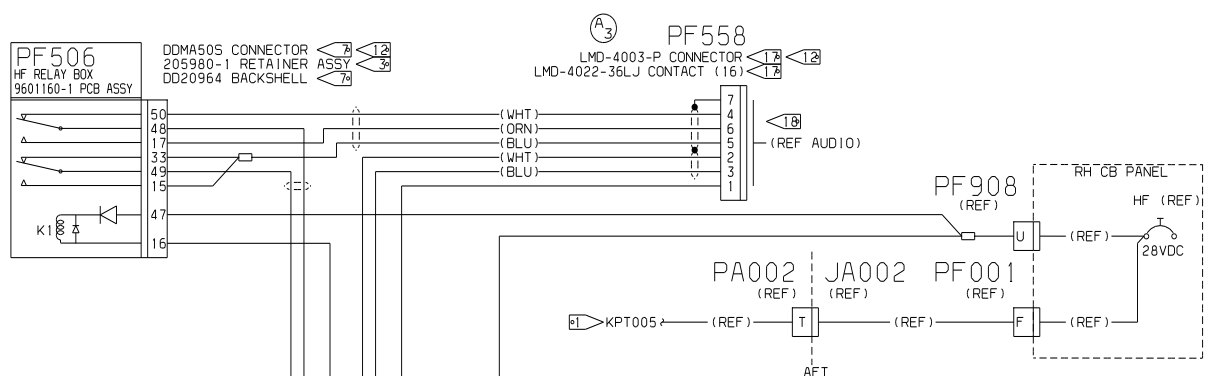 A
3
PF558
PF506
HF RELAY BOX
9601160-1 PCB ASSY
DDMA50S CONNECTOR 7 12
205980-1 RETAINER ASSY 3
DD20964 BACKSHELL 7
LMD-4003-P CONNECTOR 17 12
LMD-4022-36LJ CONTACT (16) 17
50
48
17
33
49
15
47
16
K1
(WHT)
(ORN)
(BLU)
(WHT)
(BLU)
7
4
6
5
2
3
1
18
(REF AUDIO)
PF908
(REF)
U
(REF)
RH CB PANEL
HF (REF)
28VDC
PA002
(REF)
JA002
(REF)
PF001
(REF)
1
KPT005
(REF)
T
(REF)
F
(REF)
AFT